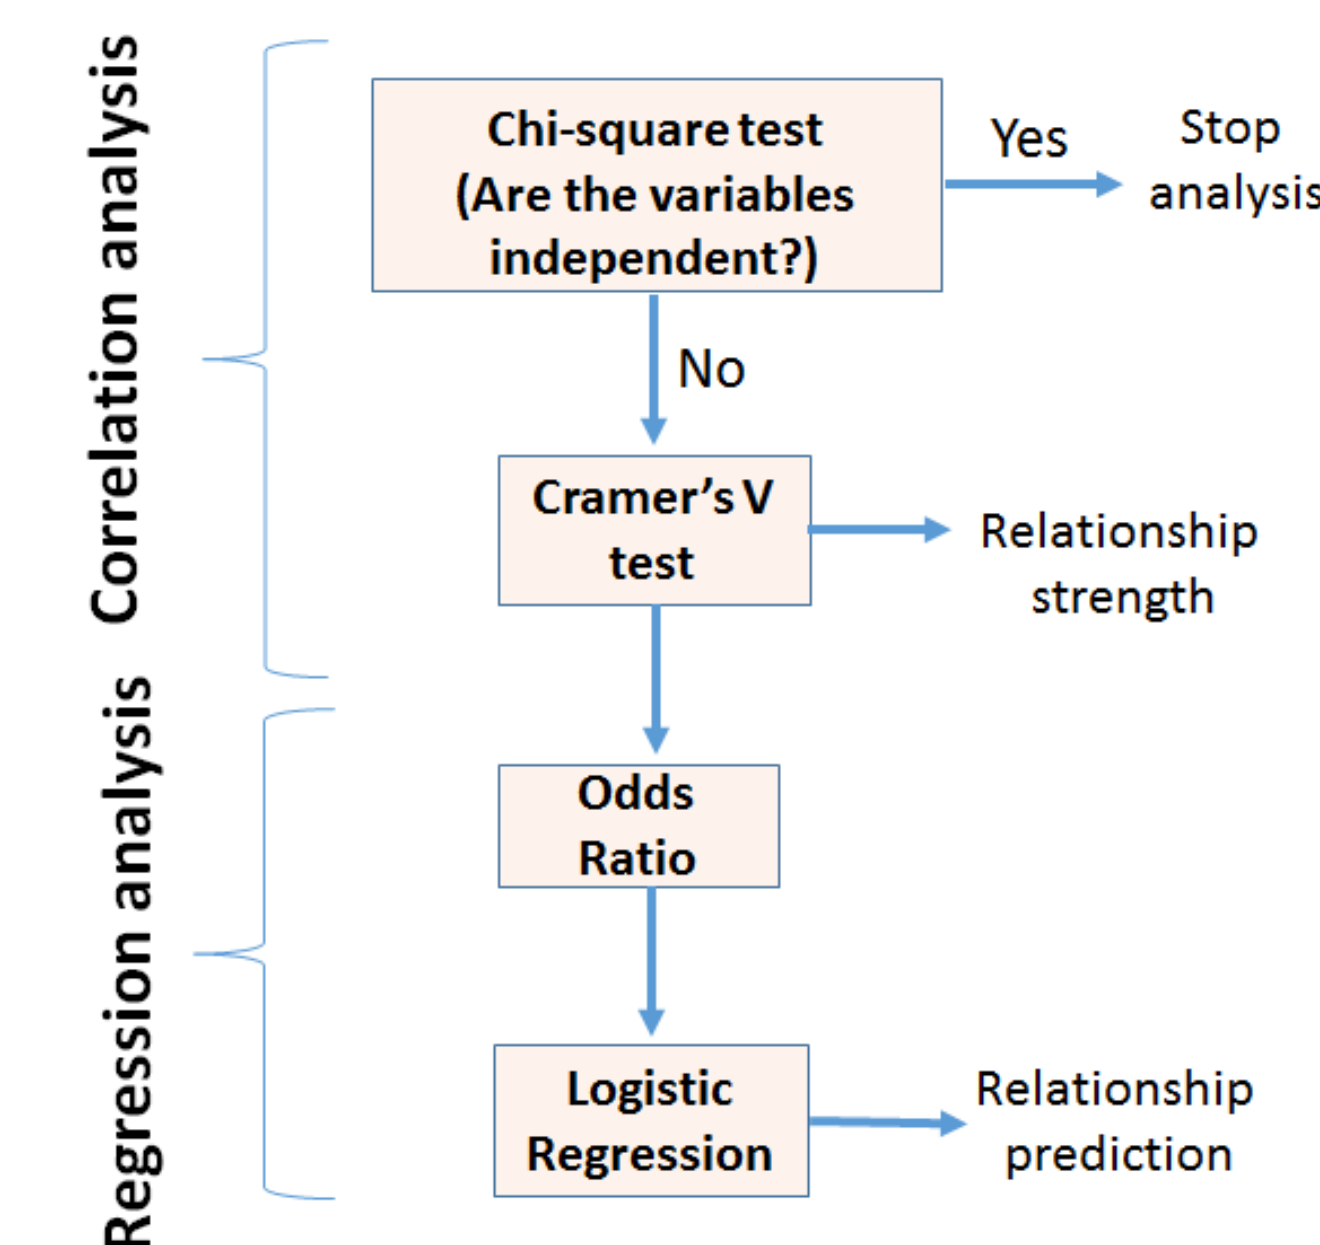 Correlation analysis
Chi-square test
(Are the variables
independent?)
Yes
Stop
analysis
No
Cramer’s V
test
Relationship
strength
Regression analysis
Odds
Ratio
Logistic
Regression
Relationship
prediction